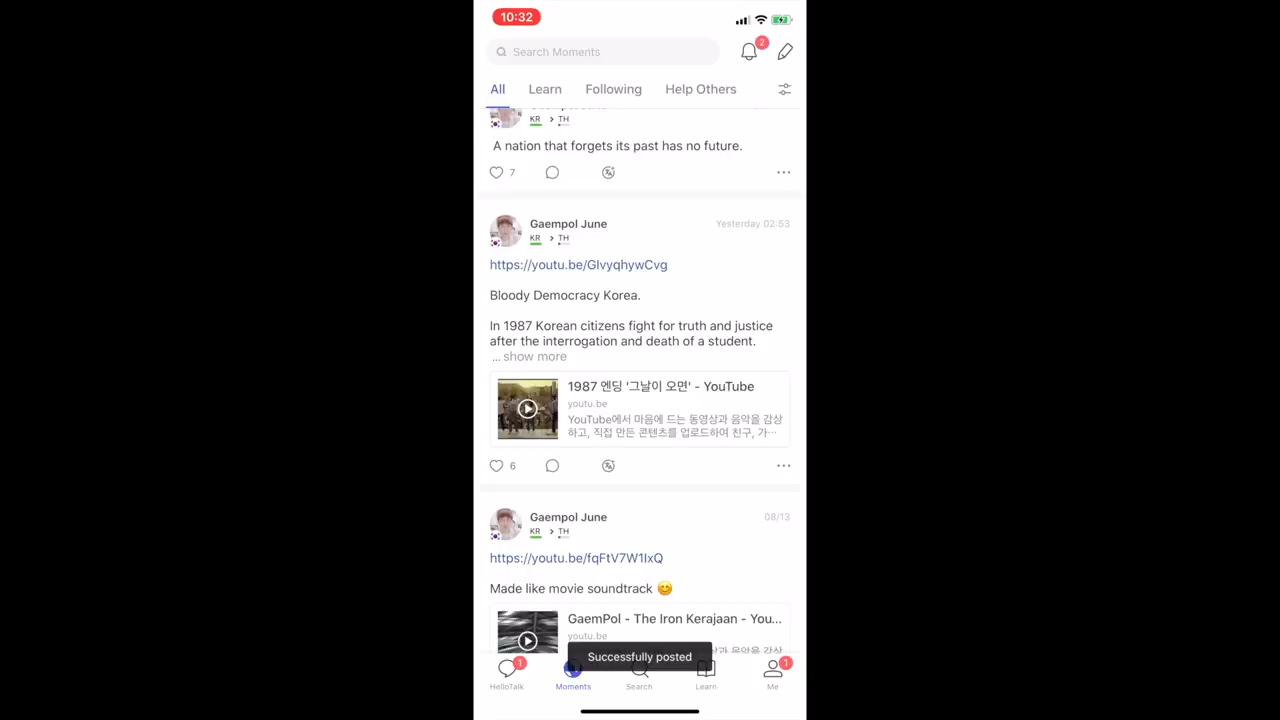 10:32
Search Moments
2
All Learn Following Help Others
KR > TH
A nation that forgets its past has no future.
7
Gaempol June Yesterday 02:53
KR > TH
https://youtu.be/GIvyqhywCvg
Bloody Democracy Korea.
In 1987 Korean citizens fight for truth and justice
after the interrogation and death of a student.
... show more
1987 엔딩 '그날이 오면' - YouTube
youtu.be
YouTube에서 마음에 드는 동영상과 음악을 감상
하고, 직접 만든 콘텐츠를 업로드하여 친구, 가…
6
Gaempol June 08/13
KR > TH
https://youtu.be/fqFtV7W1IxQ
Made like movie soundtrack 😊
GaemPol - The Iron Kerajaan - You...
youtu.be
Successfully posted
1
1
HelloTalk Moments Search Learn Me